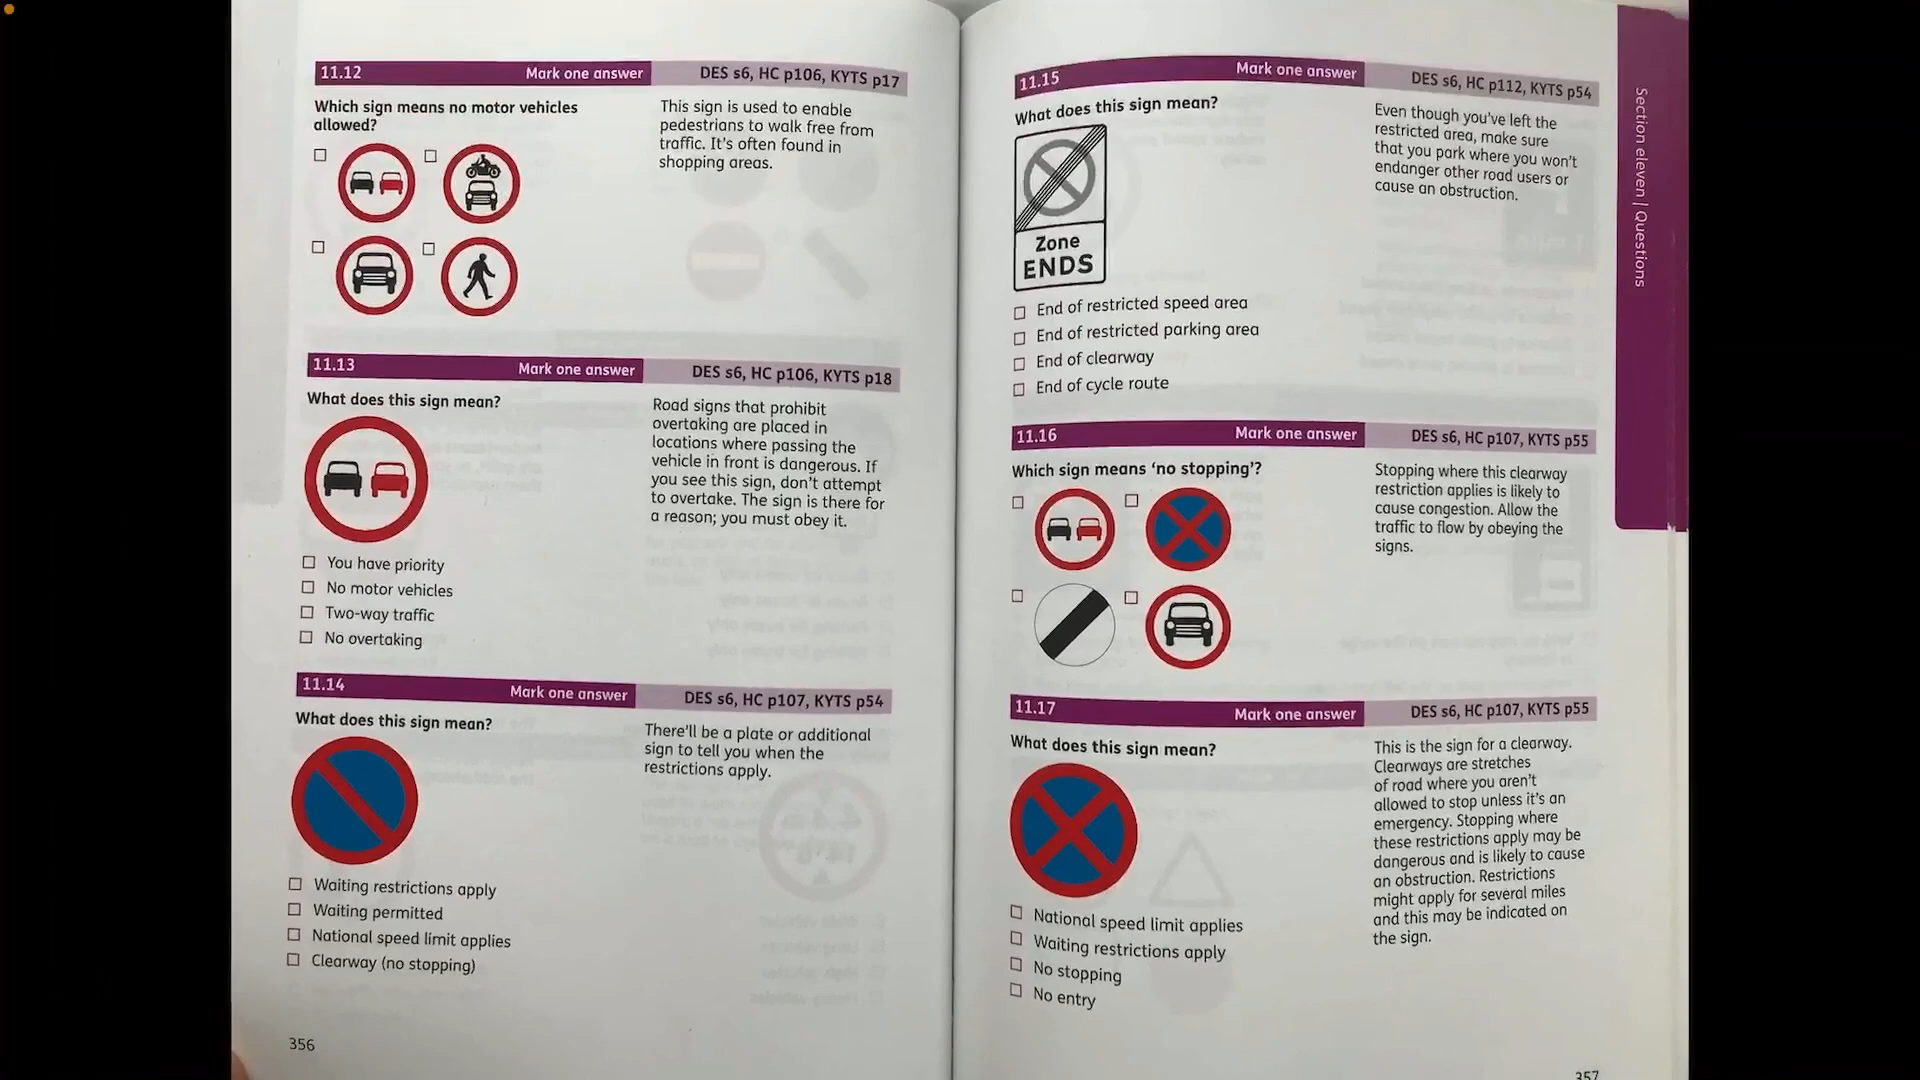 11.12 Mark one answer DES s6, HC p106, KYTS p17
Which sign means no motor vehicles
allowed?
This sign is used to enable
pedestrians to walk free from
traffic. It's often found in
shopping areas.
11.13 Mark one answer DES s6, HC p106, KYTS p18
What does this sign mean?
You have priority
No motor vehicles
Two-way traffic
No overtaking
Road signs that prohibit
overtaking are placed in
locations where passing the
vehicle in front is dangerous. If
you see this sign, don't attempt
to overtake. The sign is there for
a reason; you must obey it.
11.14 Mark one answer DES s6, HC p107, KYTS p54
What does this sign mean?
Waiting restrictions apply
Waiting permitted
National speed limit applies
Clearway (no stopping)
There'll be a plate or additional
sign to tell you when the
restrictions apply.
356
11.15 Mark one answer DES s6, HC p112, KYTS p54
What does this sign mean?
Zone
ENDS
End of restricted speed area
End of restricted parking area
End of clearway
End of cycle route
Even though you've left the
restricted area, make sure
that you park where you won't
endanger other road users or
cause an obstruction.
11.16 Mark one answer DES s6, HC p107, KYTS p55
Which sign means 'no stopping'?
Stopping where this clearway
restriction applies is likely to
cause congestion. Allow the
traffic to flow by obeying the
signs.
11.17 Mark one answer DES s6, HC p107, KYTS p55
What does this sign mean?
National speed limit applies
Waiting restrictions apply
No stopping
No entry
This is the sign for a clearway.
Clearways are stretches
of road where you aren't
allowed to stop unless it's an
emergency. Stopping where
these restrictions apply may be
dangerous and is likely to cause
an obstruction. Restrictions
might apply for several miles
and this may be indicated on
the sign.
Section eleven | Questions
357